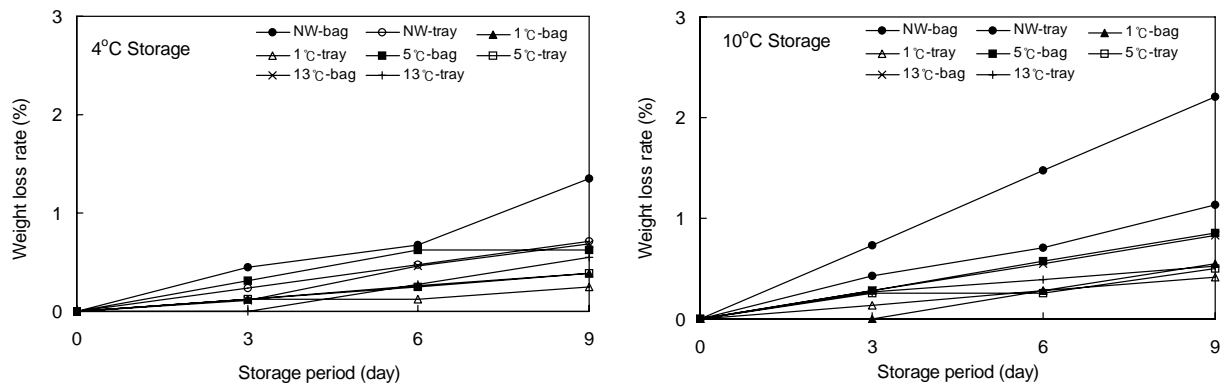 3
4°C Storage
NW-bag NW-tray 1℃-bag
1℃-tray 5℃-bag 5℃-tray
13℃-bag 13℃-tray
2
1
0
Weight loss rate (%)
0 3 6 9
Storage period (day)
3
10°C Storage
NW-bag NW-tray 1℃-bag
1℃-tray 5℃-bag 5℃-tray
13℃-bag 13℃-tray
2
1
0
Weight loss rate (%)
0 3 6 9
Storage period (day)